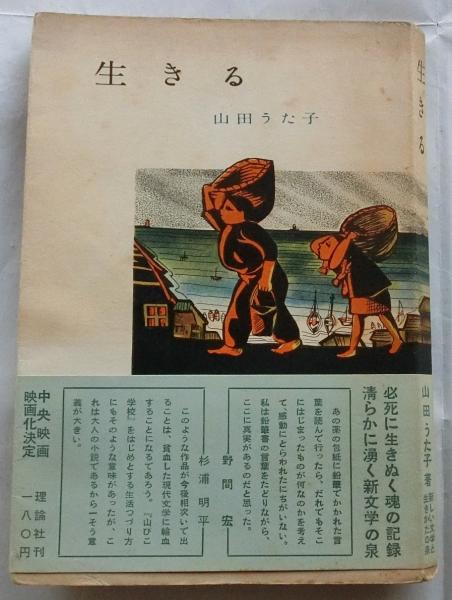 生きる
山田うた子
必死に生きぬく魂の記録
清らかに湧く新文学の泉
あの茶の包紙に鉛筆でかかれた言
葉を読んで行ったら、だれでもそこ
にはじまったものが何なのかを考え
て、感動にとらわれたにちがいない。
私は鉛筆書の言葉をたどりながら、
ここに真実があるのだと思った。
野間 宏
このような作品が今後相次いで出
ることは、貧血した現代文学に輸血
することになるであろう。『山びこ
学校』をはじめとする生活つづり方
にもそのような意味があったが、こ
れは大人の小説であるから一そう意
義が大きい。
杉浦明平
中央映画
映画化決定
理論社刊
一八〇円
生きる
山田うた子著